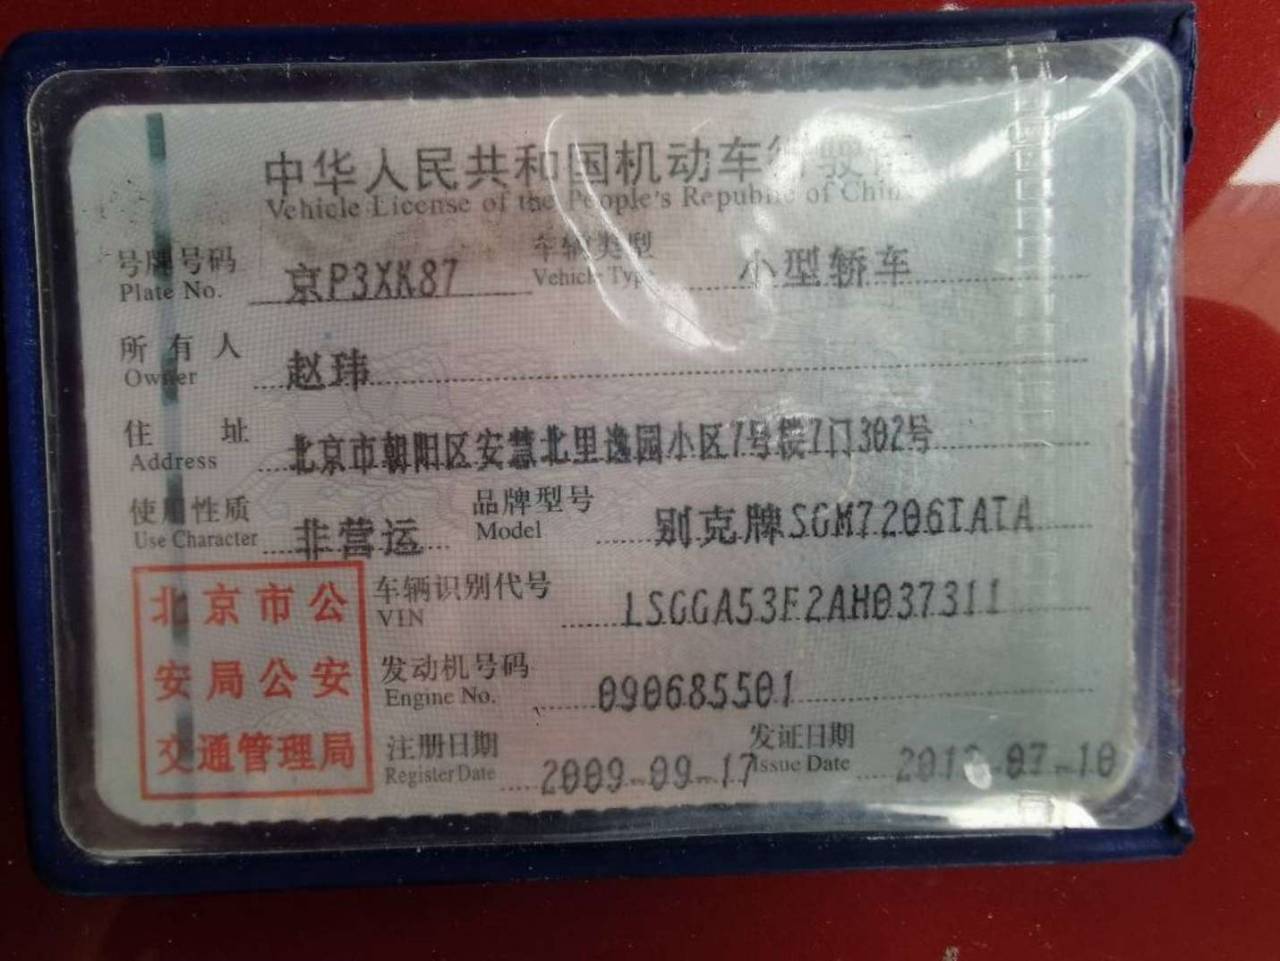 中华人民共和国机动车行驶证
Vehicle License of the People's Republic of China
号牌号码 京P3XK87 车辆类型 小型轿车
Plate No. Vehicle Type
所有人 赵玮
Owner
住址 北京市朝阳区安慧北里逸园小区7号楼7门302号
Address
使用性质 非营运 品牌型号 别克牌SGM7206IATA
Use Character Model
北京市公
安局公安
交通管理局
车辆识别代号 LSGGA53F2AH037311
VIN
发动机号码 090685501
Engine No.
注册日期 2009-09-17 发证日期 -07-10
Register Date Issue Date